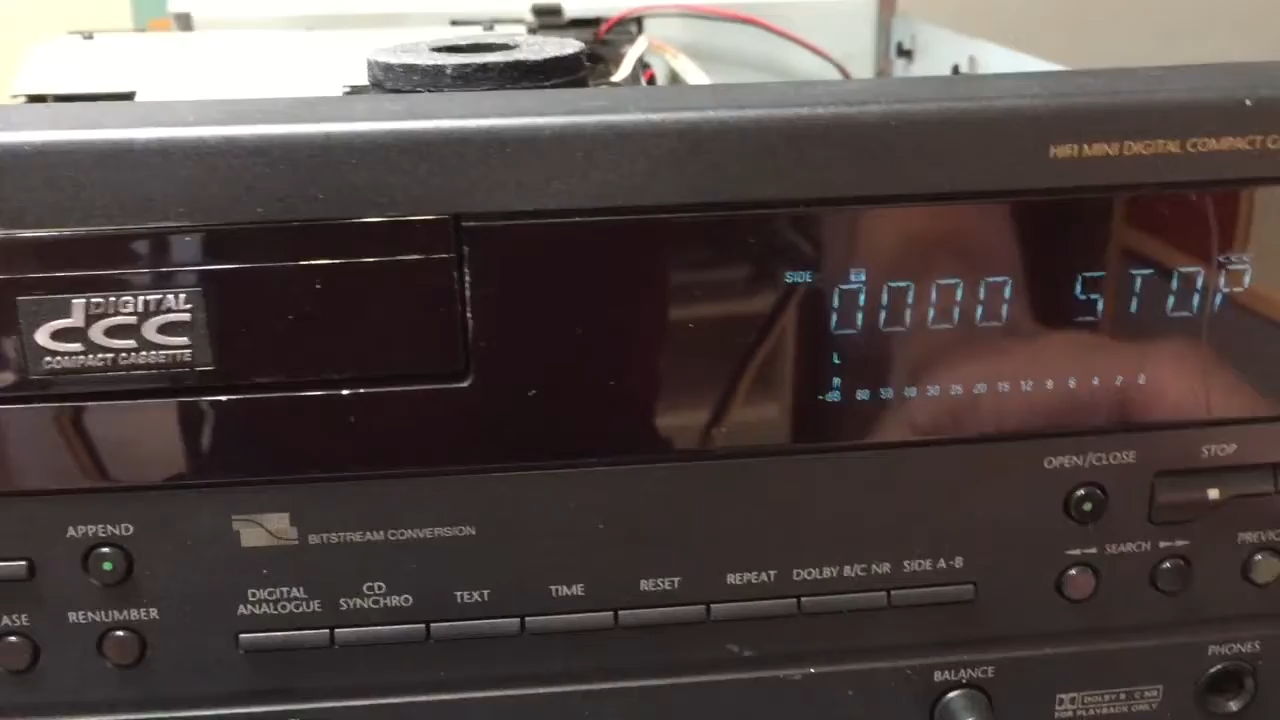 HIFI MINI DIGITAL COMPACT
DIGITAL
dcc
COMPACT CASSETTE
SIDE
0000 STOP
L
-dB 60 50 40 30 25 20 15 12 8 6 4 2 0
OPEN/CLOSE
STOP
APPEND
BITSTREAM CONVERSION
SEARCH
DIGITAL ANALOGUE
CD SYNCHRO
TEXT
TIME
RESET
REPEAT
DOLBY B/C NR
SIDE A-B
RENUMBER
BALANCE
PHONES
DOLBY B · C NR
FOR PLAYBACK ONLY